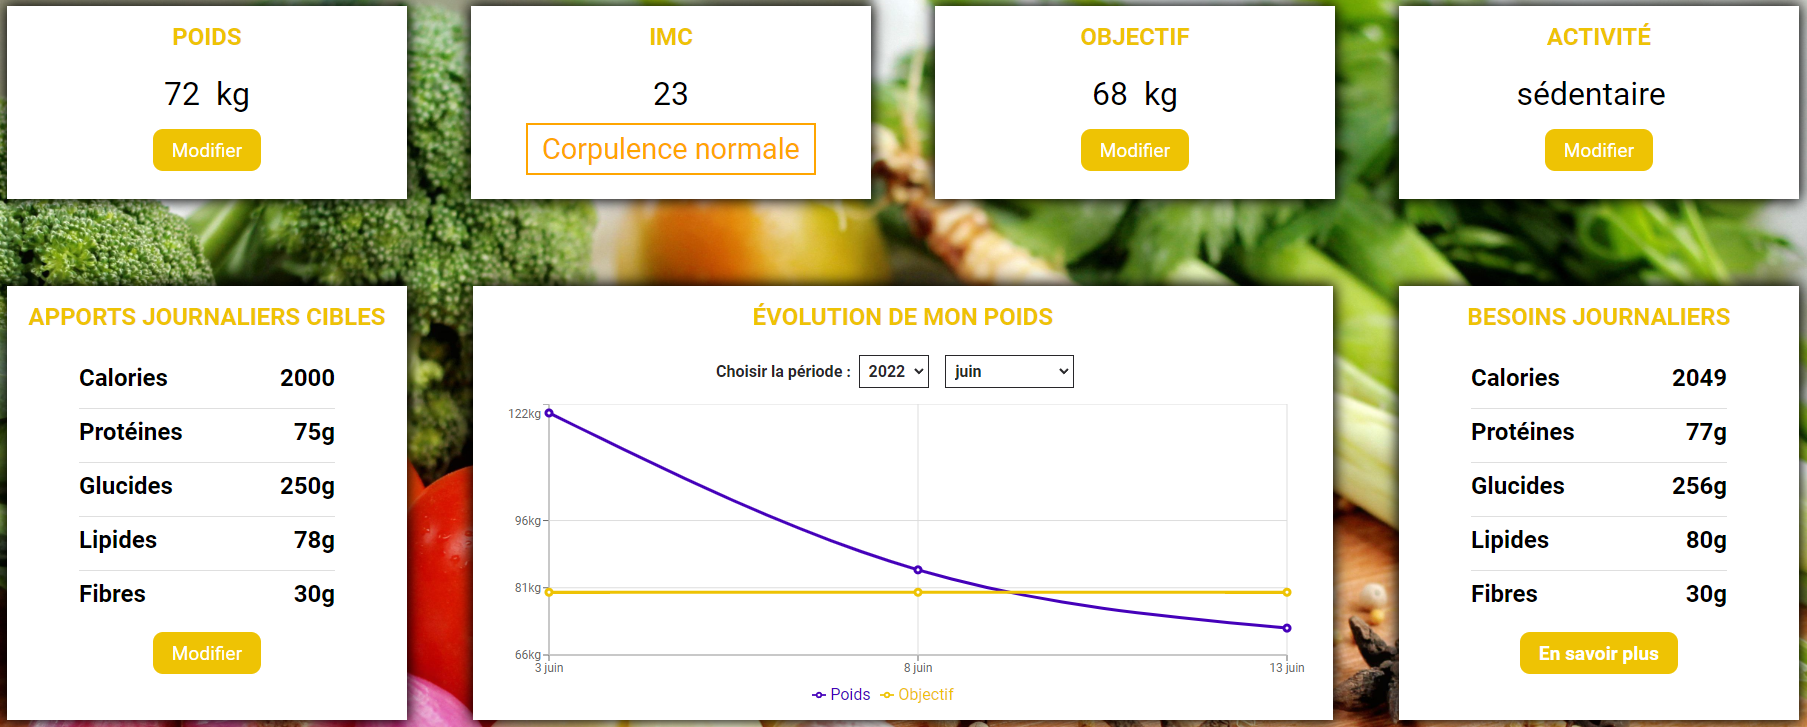 POIDS
72 kg
Modifier
IMC
23
Corpulence normale
OBJECTIF
68 kg
Modifier
ACTIVITÉ
sédentaire
Modifier
APPORTS JOURNALIERS CIBLES
Calories 2000
Protéines 75g
Glucides 250g
Lipides 78g
Fibres 30g
Modifier
ÉVOLUTION DE MON POIDS
Choisir la période : 2022 juin
122kg
96kg
81kg
66kg
3 juin 8 juin 13 juin
Poids Objectif
BESOINS JOURNALIERS
Calories 2049
Protéines 77g
Glucides 256g
Lipides 80g
Fibres 30g
En savoir plus